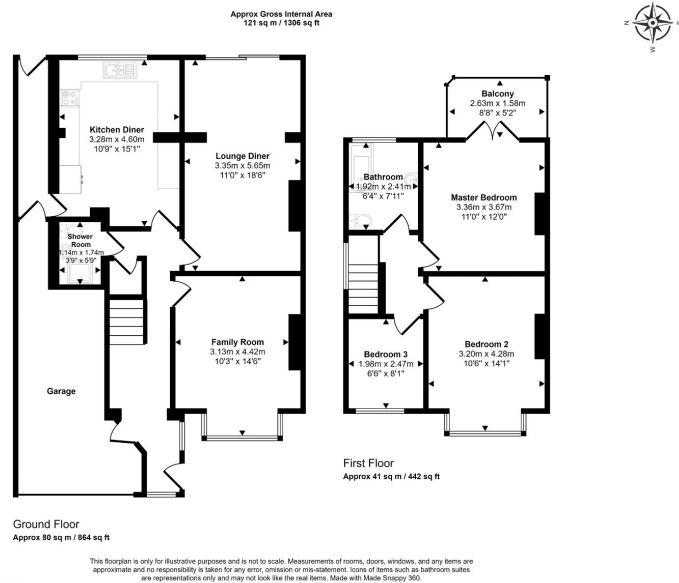 Approx Gross Internal Area
121 sq m / 1306 sq ft
N
W
Balcony
2.63m x 1.58m
8'8" x 5'2"
Kitchen Diner
3.28m x 4.60m
10'9" x 15'1"
Lounge Diner
3.35m x 5.65m
11'0" x 18'6"
Bathroom
1.92m x 2.41m
6'4" x 7'11"
Master Bedroom
3.36m x 3.67m
11'0" x 12'0"
Shower
Room
1.14m x 1.74m
3'9" x 5'9"
Family Room
3.13m x 4.42m
10'3" x 14'6"
Bedroom 3
1.98m x 2.47m
6'6" x 8'1"
Bedroom 2
3.20m x 4.28m
10'6" x 14'1"
Garage
First Floor
Approx 41 sq m / 442 sq ft
Ground Floor
Approx 80 sq m / 864 sq ft
This floorplan is only for illustrative purposes and is not to scale. Measurements of rooms, doors, windows, and any items are
approximate and no responsibility is taken for any error, omission or mis-statement. Icons of items such as bathroom suites
are representations only and may not look like the real items. Made with Made Snappy 360.